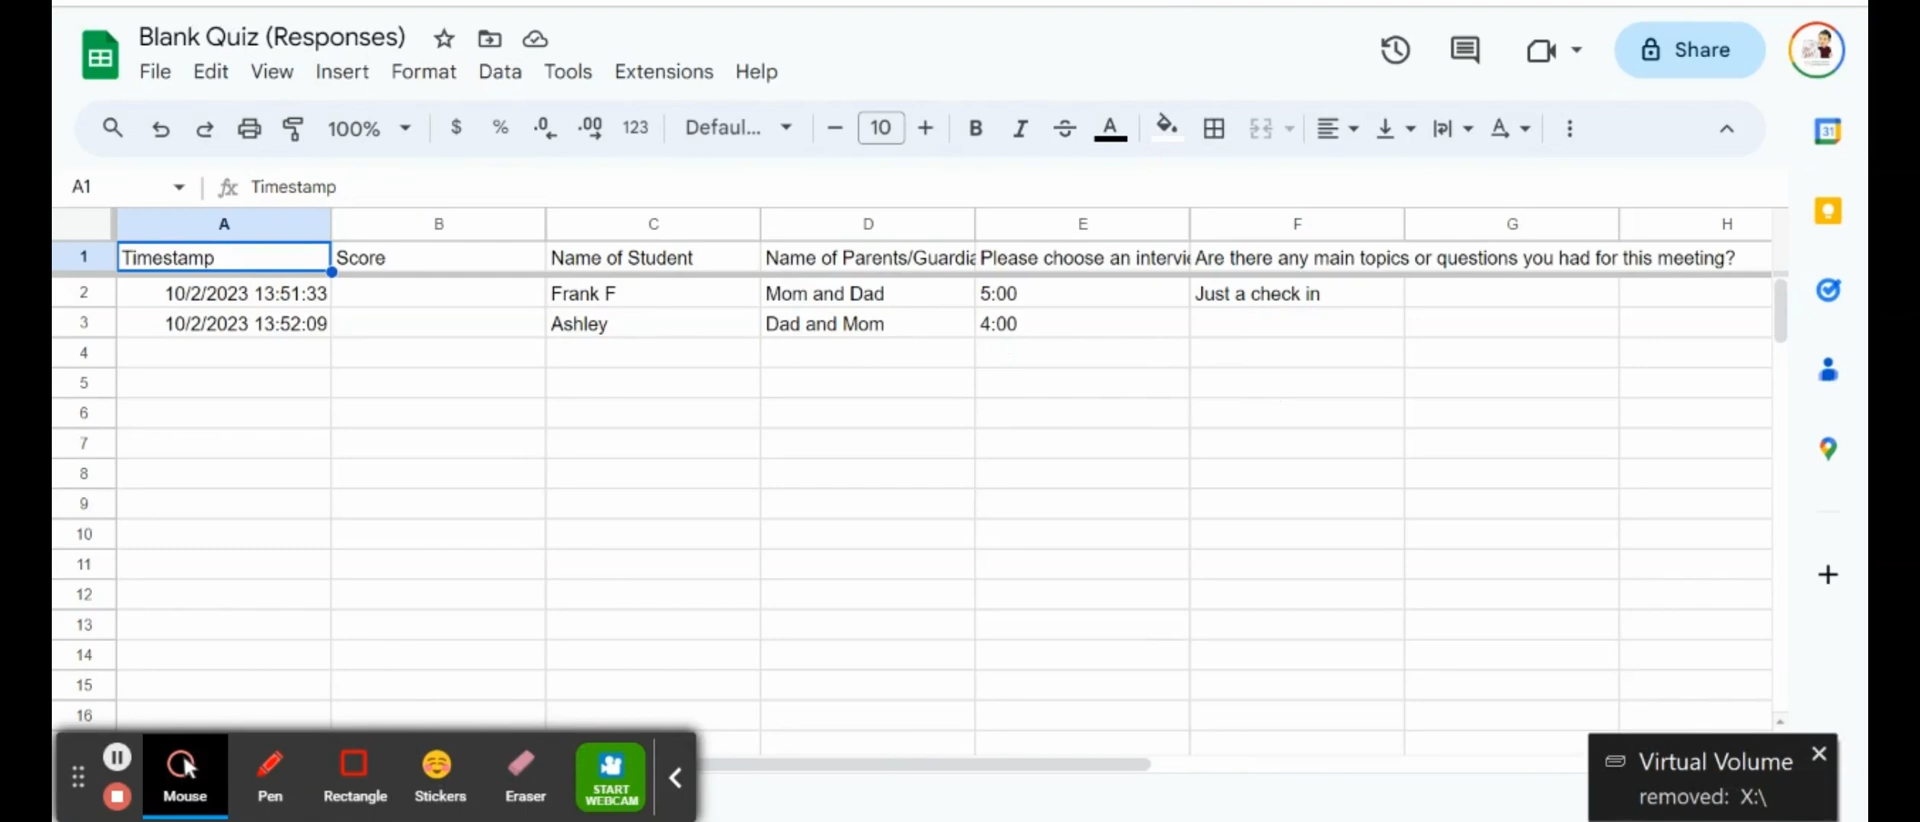 Blank Quiz (Responses)
Share
File Edit View Insert Format Data Tools Extensions Help
100% $ % .0 .00 123 Defaul... 10 B I S A A
31
A1 fx Timestamp
A B C D E F G H
1 Timestamp Score Name of Student Name of Parents/Guardia Please choose an intervie Are there any main topics or questions you had for this meeting?
2 10/2/2023 13:51:33 Frank F Mom and Dad 5:00 Just a check in
3 10/2/2023 13:52:09 Ashley Dad and Mom 4:00
4
5
6
7
8
9
10
11
12
13
14
15
16
Mouse Pen Rectangle Stickers Eraser START WEBCAM
Virtual Volume
removed: X:\